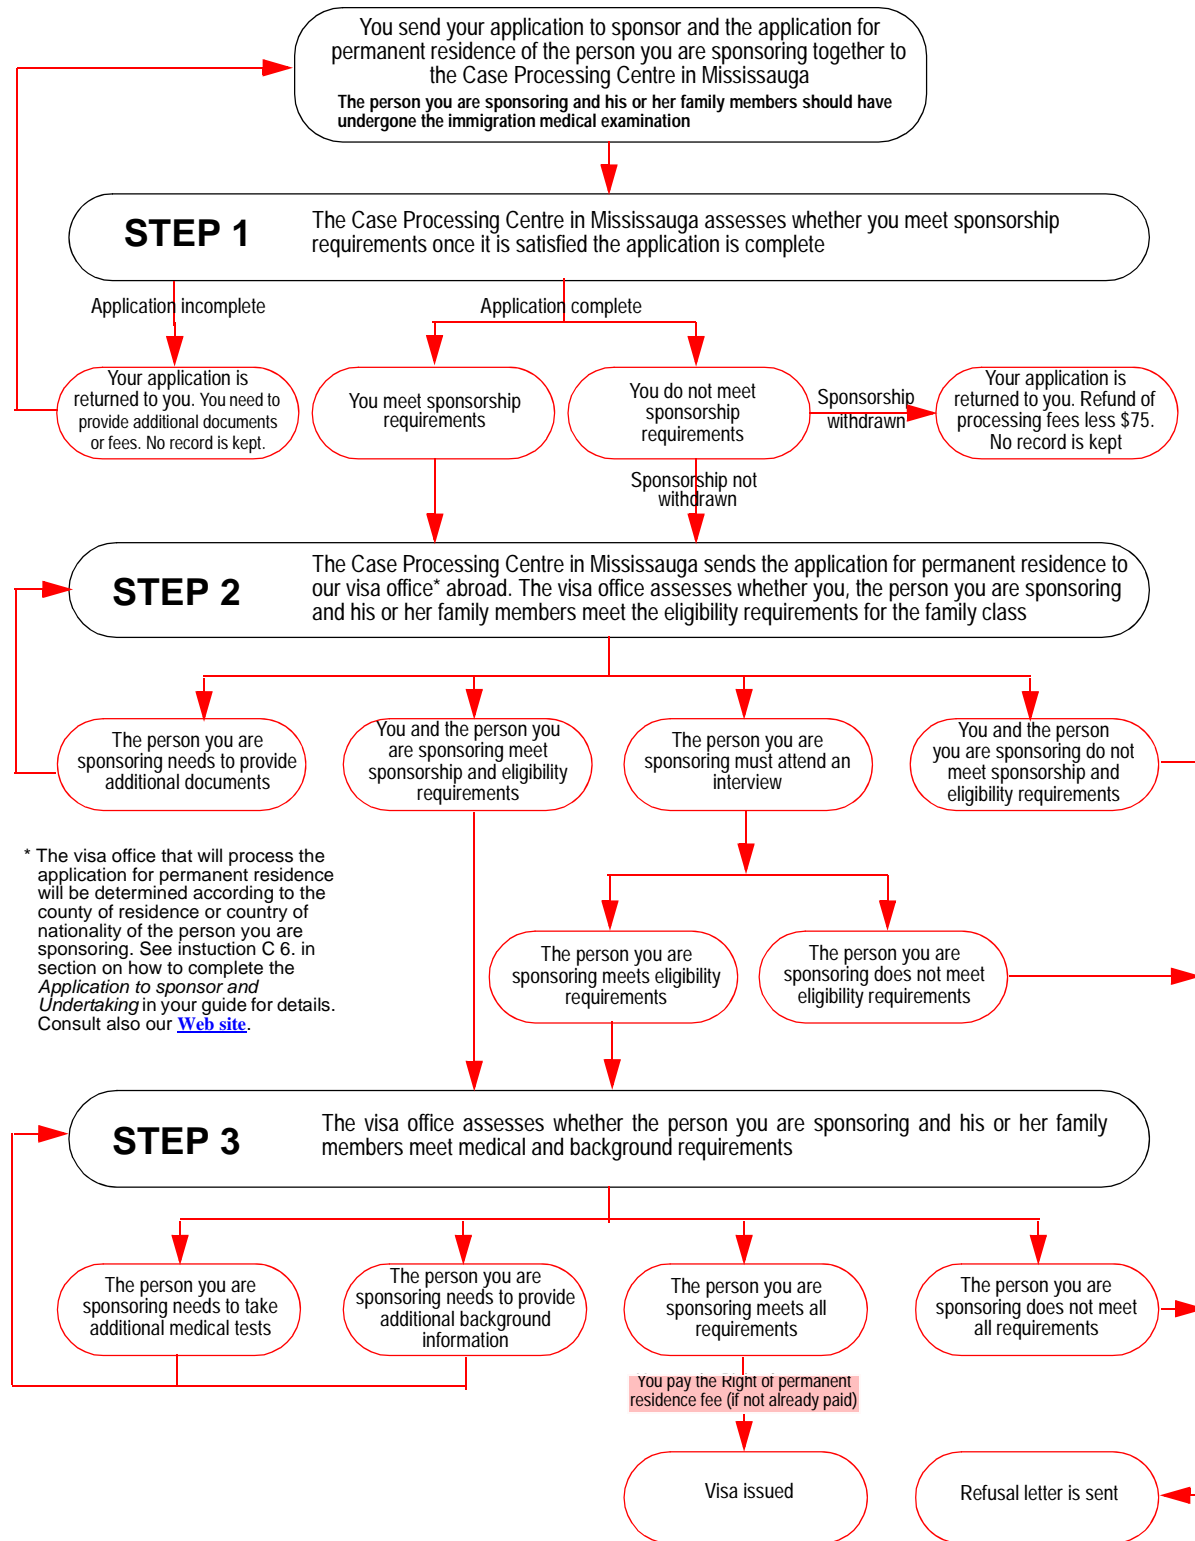 You send your application to sponsor and the application for
permanent residence of the person you are sponsoring together to
the Case Processing Centre in Mississauga
The person you are sponsoring and his or her family members should have
undergone the immigration medical examination
STEP 1
The Case Processing Centre in Mississauga assesses whether you meet sponsorship
requirements once it is satisfied the application is complete
Application incomplete
Application complete
Your application is
returned to you. You need to
provide additional documents
or fees. No record is kept.
You meet sponsorship
requirements
You do not meet
sponsorship
requirements
Sponsorship
withdrawn
Your application is
returned to you. Refund of
processing fees less $75.
No record is kept
Sponsorship not
withdrawn
STEP 2
The Case Processing Centre in Mississauga sends the application for permanent residence to
our visa office* abroad. The visa office assesses whether you, the person you are sponsoring
and his or her family members meet the eligibility requirements for the family class
The person you are
sponsoring needs to provide
additional documents
You and the person you
are sponsoring meet
sponsorship and eligibility
requirements
The person you are
sponsoring must attend an
interview
You and the person
you are sponsoring do not
meet sponsorship and
eligibility requirements
* The visa office that will process the
application for permanent residence
will be determined according to the
county of residence or country of
nationality of the person you are
sponsoring. See instuction C 6. in
section on how to complete the
Application to sponsor and
Undertaking in your guide for details.
Consult also our Web site.
The person you are
sponsoring meets eligibility
requirements
The person you are
sponsoring does not meet
eligibility requirements
STEP 3
The visa office assesses whether the person you are sponsoring and his or her family
members meet medical and background requirements
The person you are
sponsoring needs to take
additional medical tests
The person you are
sponsoring needs to provide
additional background
information
The person you are
sponsoring meets all
requirements
The person you are
sponsoring does not meet
all requirements
You pay the Right of permanent
residence fee (if not already paid)
Visa issued
Refusal letter is sent